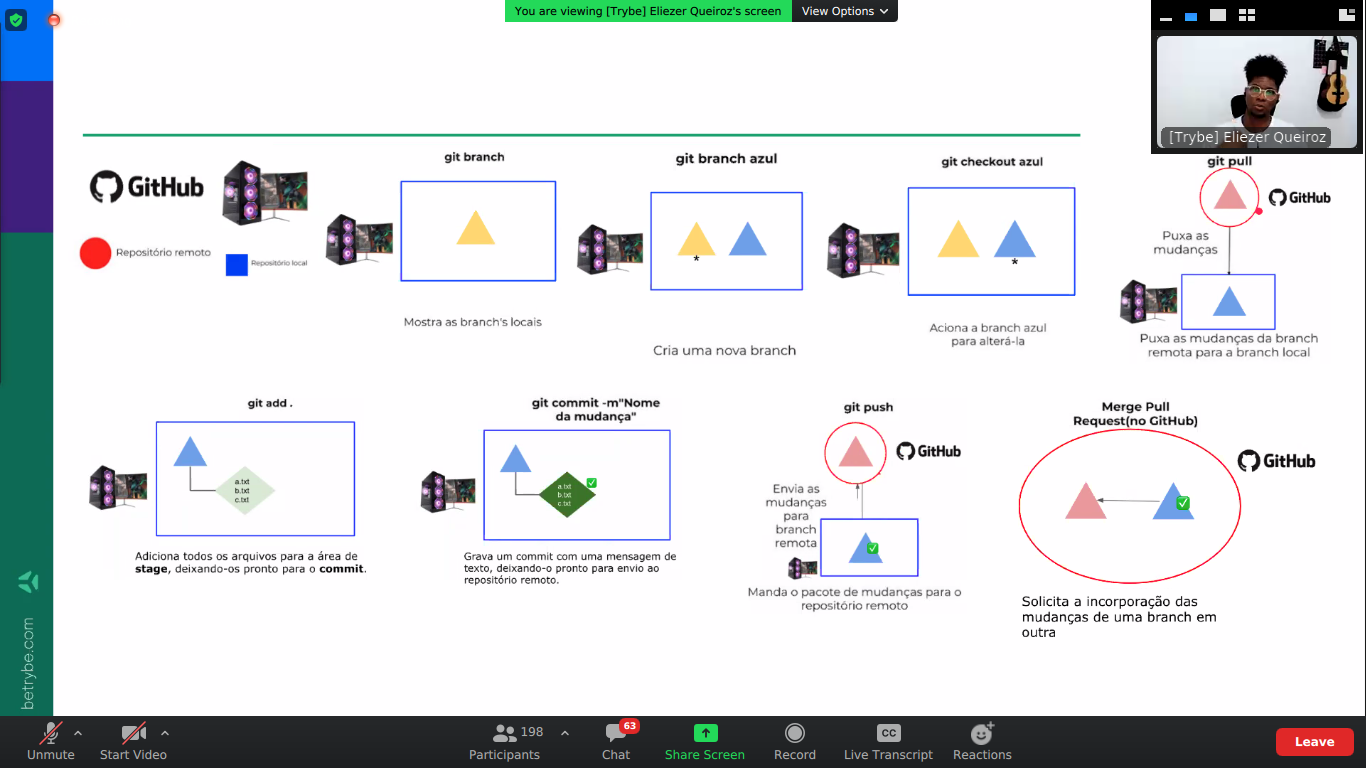 You are viewing [Trybe] Eliezer Queiroz's screen
View Options
[Trybe] Eliezer Queiroz
GitHub
Repositório remoto
Repositório local
git branch
Mostra as branch's locais
git branch azul
*
Cria uma nova branch
git checkout azul
*
Aciona a branch azul
para alterá-la
git pull
GitHub
Puxa as
mudanças
Puxa as mudanças da branch
remota para a branch local
git add .
a.txt
b.txt
c.txt
Adiciona todos os arquivos para a área de
stage, deixando-os pronto para o commit.
git commit -m"Nome
da mudança"
a.txt
b.txt
c.txt
Grava um commit com uma mensagem de
texto, deixando-o pronto para envio ao
repositório remoto.
git push
GitHub
Envia as
mudanças
para
branch
remota
Manda o pacote de mudanças para o
repositório remoto
Merge Pull
Request(no GitHub)
GitHub
Solicita a incorporação das
mudanças de uma branch em
outra
betrybe.com
Unmute
Start Video
198
Participants
63
Chat
Share Screen
Record
CC
Live Transcript
Reactions
Leave